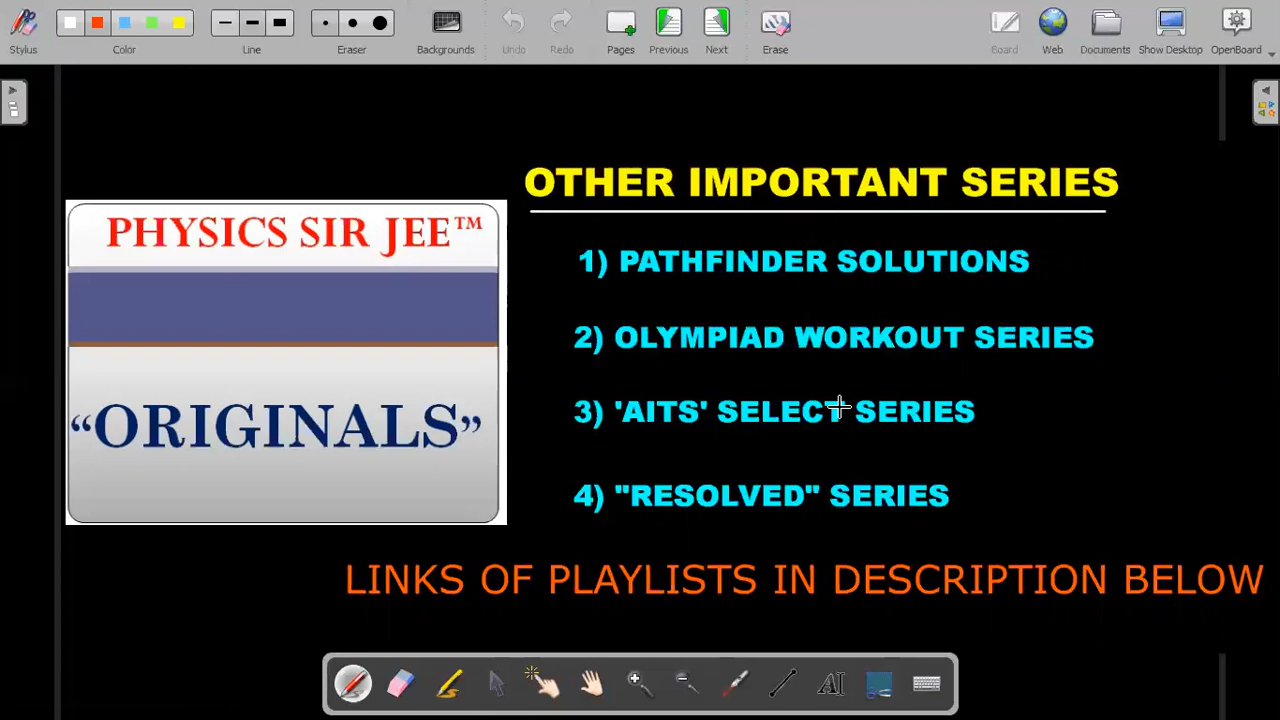 Stylus
Color
Line
Eraser
Backgrounds
Undo
Redo
Pages
Previous
Next
Erase
Board
Web
Documents
Show Desktop
OpenBoard
PHYSICS SIR JEE™
“ORIGINALS”
OTHER IMPORTANT SERIES
1) PATHFINDER SOLUTIONS
2) OLYMPIAD WORKOUT SERIES
3) 'AITS' SELECT SERIES
4) "RESOLVED" SERIES
LINKS OF PLAYLISTS IN DESCRIPTION BELOW
AI